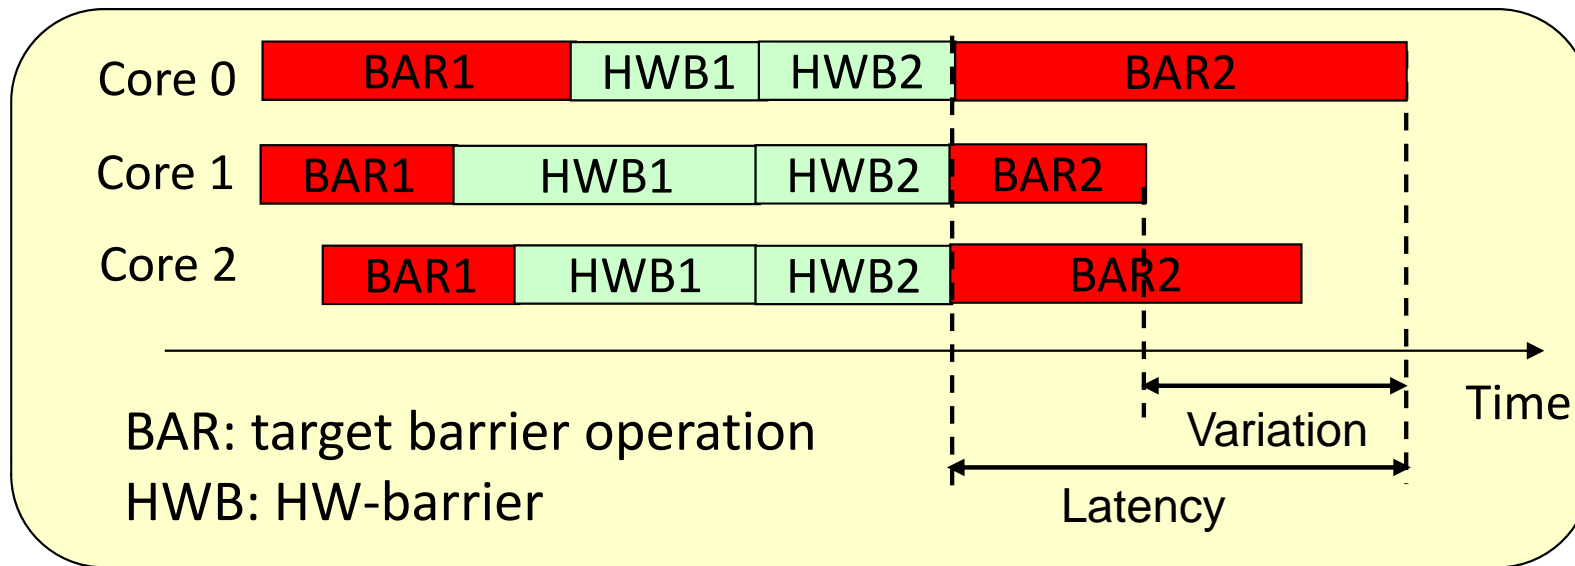 Core 0 BAR1 HWB1 HWB2 BAR2
Core 1 BAR1 HWB1 HWB2 BAR2
Core 2 BAR1 HWB1 HWB2 BAR2
Time
BAR: target barrier operation
Variation
HWB: HW-barrier
Latency